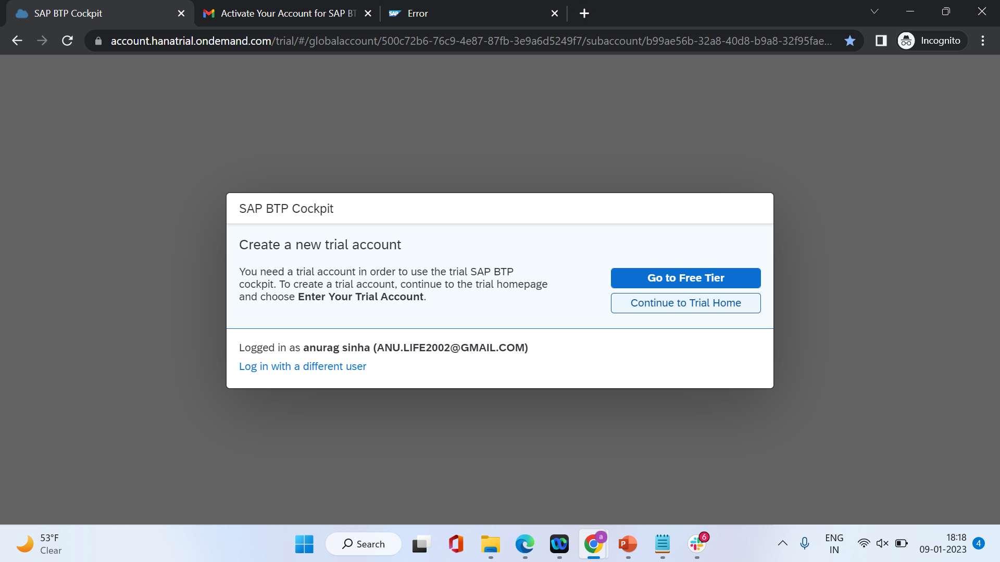 SAP BTP Cockpit
Activate Your Account for SAP BT
SAP Error
account.hanatrial.ondemand.com/trial/#/globalaccount/500c72b6-76c9-4e87-87fb-3e9a6d5249f7/subaccount/b99ae56b-32a8-40d8-b9a8-32f95fae...
Incognito
SAP BTP Cockpit
Create a new trial account
You need a trial account in order to use the trial SAP BTP
cockpit. To create a trial account, continue to the trial homepage
and choose Enter Your Trial Account.
Go to Free Tier
Continue to Trial Home
Logged in as anurag sinha (ANU.LIFE2002@GMAIL.COM)
Log in with a different user
53°F
Clear
Search
a
P
6
ENG
IN
18:18
09-01-2023
4